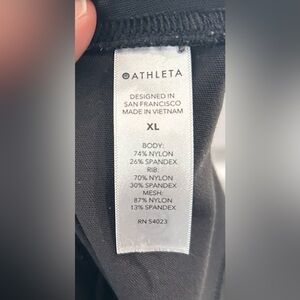 ATHLETA
DESIGNED IN
SAN FRANCISCO
MADE IN VIETNAM
XL
BODY:
74% NYLON
26% SPANDEX
RIB:
70% NYLON
30% SPANDEX
MESH:
87% NYLON
13% SPANDEX
RN 54023